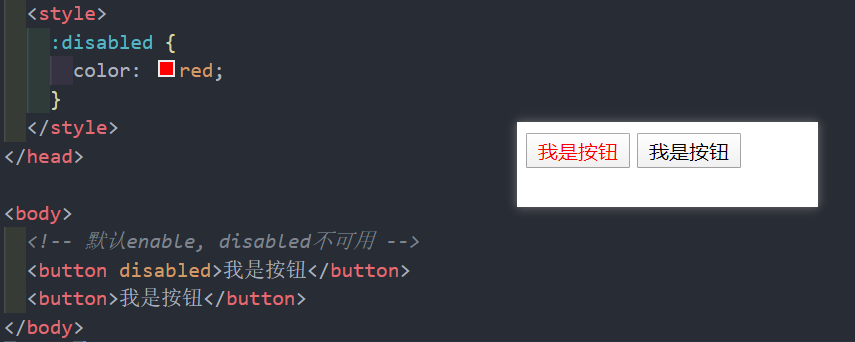 <style>
:disabled {
color: red;
}
</style>
</head>
<body>
<!-- 默认enable, disabled不可用 -->
<button disabled>我是按钮</button>
<button>我是按钮</button>
</body>
我是按钮 我是按钮